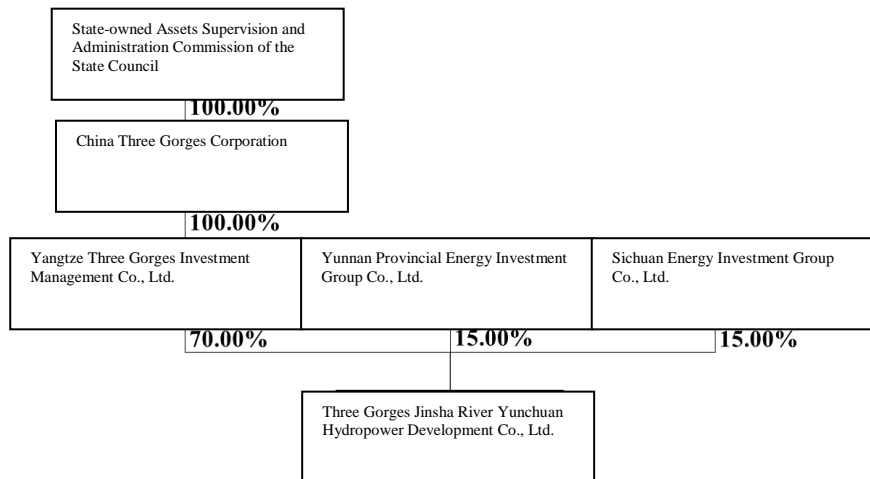 State-owned Assets Supervision and
Administration Commission of the
State Council
100.00%
China Three Gorges Corporation
100.00%
Yangtze Three Gorges Investment
Management Co., Ltd.
Yunnan Provincial Energy Investment
Group Co., Ltd.
Sichuan Energy Investment Group
Co., Ltd.
70.00%
15.00%
15.00%
Three Gorges Jinsha River Yunchuan
Hydropower Development Co., Ltd.